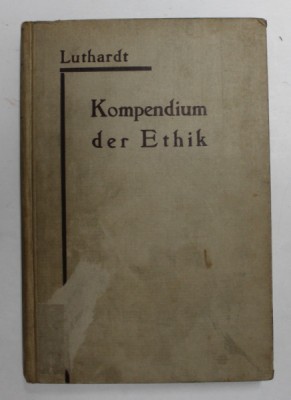 Luthardt
Kompendium
der Ethik